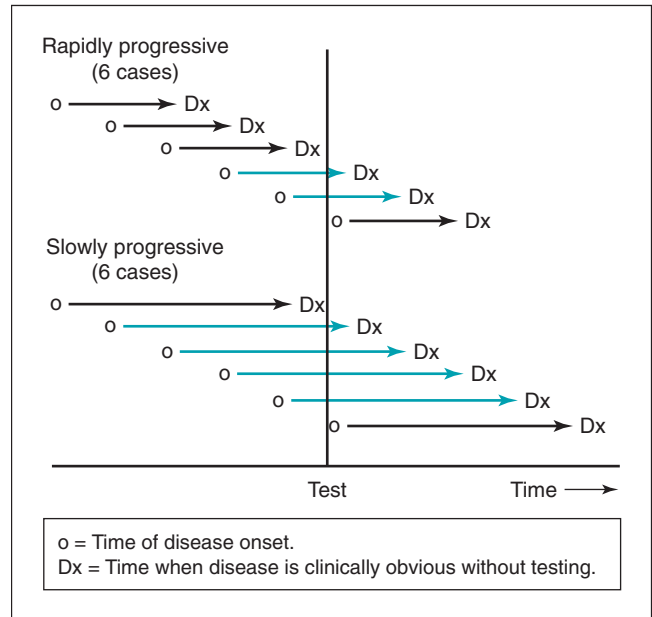 Rapidly progressive
(6 cases)
o Dx
o Dx
o Dx
o Dx
o Dx
o Dx
Slowly progressive
(6 cases)
o Dx
o Dx
o Dx
o Dx
o Dx
o Dx
Test Time
o = Time of disease onset.
Dx = Time when disease is clinically obvious without testing.